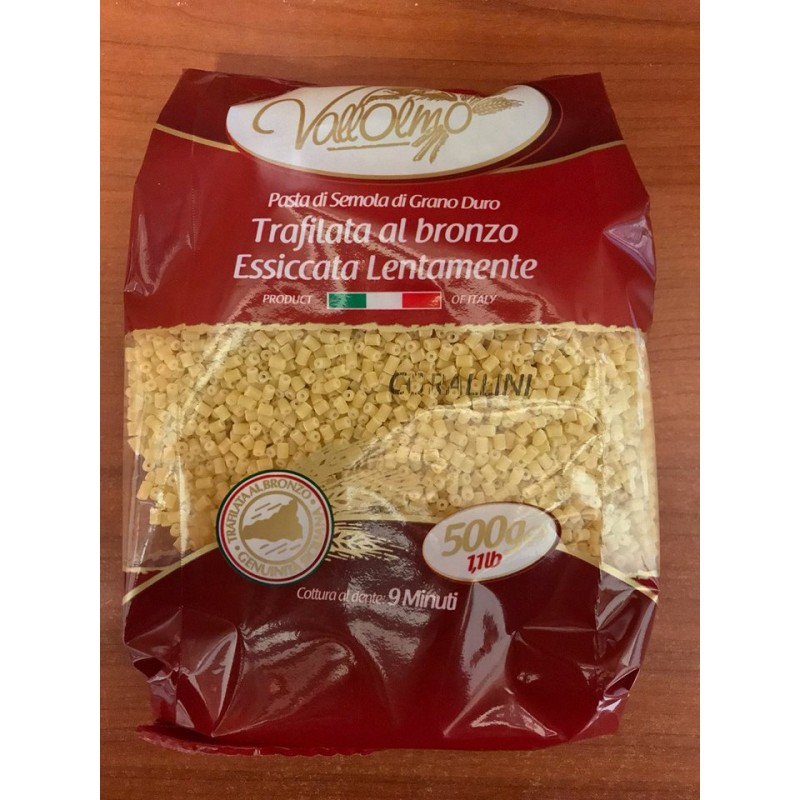 VallOlmo
Pasta di Semola di Grano Duro
Trafilata al bronzo
Essiccata Lentamente
PRODUCT OF ITALY
CORALLINI
TRAFILATA AL BRONZO
GENUINITÀ
500g
1,1lb
Cottura al dente: 9 Minuti